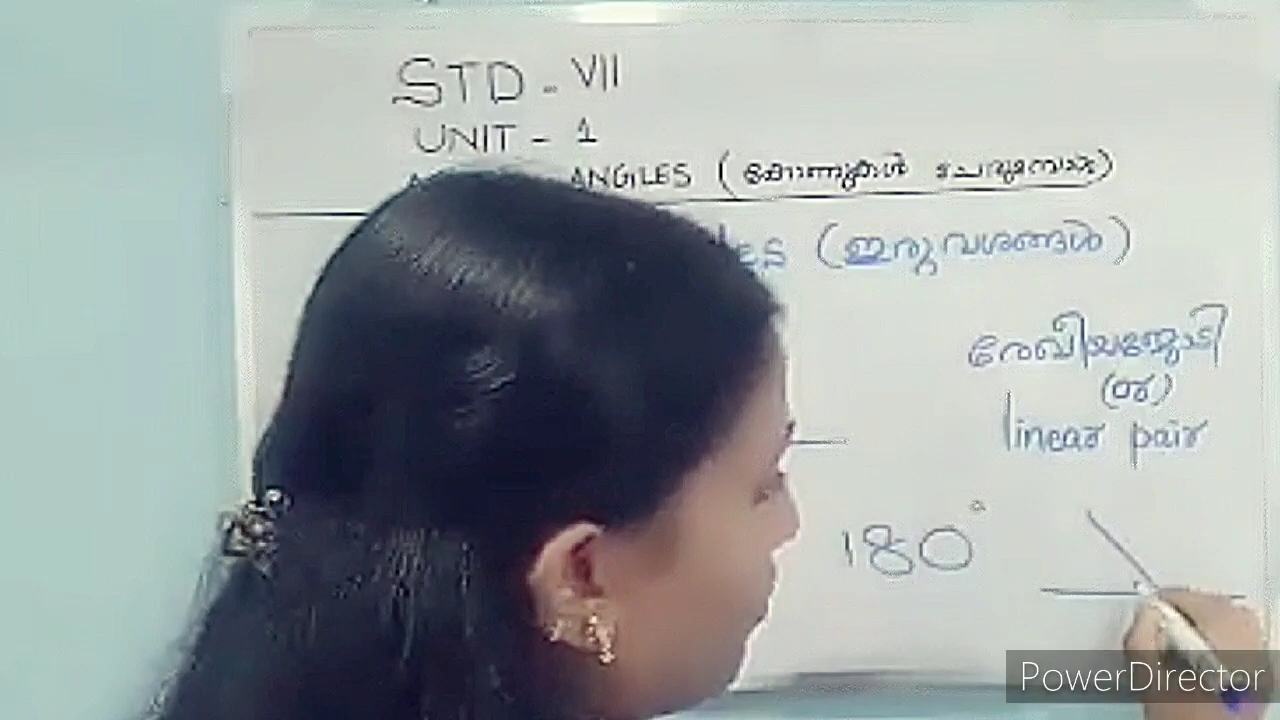 STD - VII
UNIT - 1
ANGLES (കോണുകൾ ചേരുമ്പോൾ)
(ഇരുവശങ്ങൾ)
രേഖീയജോടി
(or)
linear pair
180°
PowerDirector